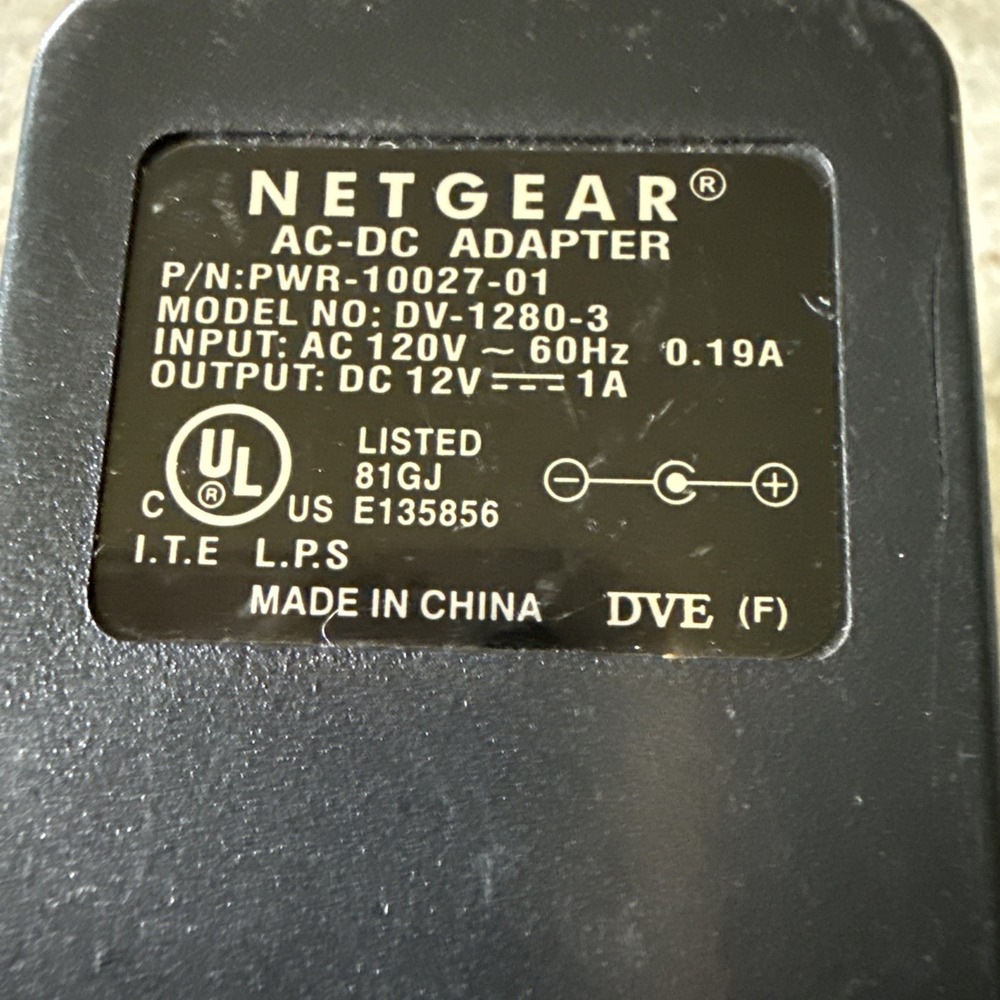 NETGEAR®
AC-DC ADAPTER
P/N:PWR-10027-01
MODEL NO: DV-1280-3
INPUT: AC 120V ~ 60Hz 0.19A
OUTPUT: DC 12V ⎓ 1A
C UL® US
LISTED
81GJ
E135856
I.T.E L.P.S
MADE IN CHINA DVE (F)